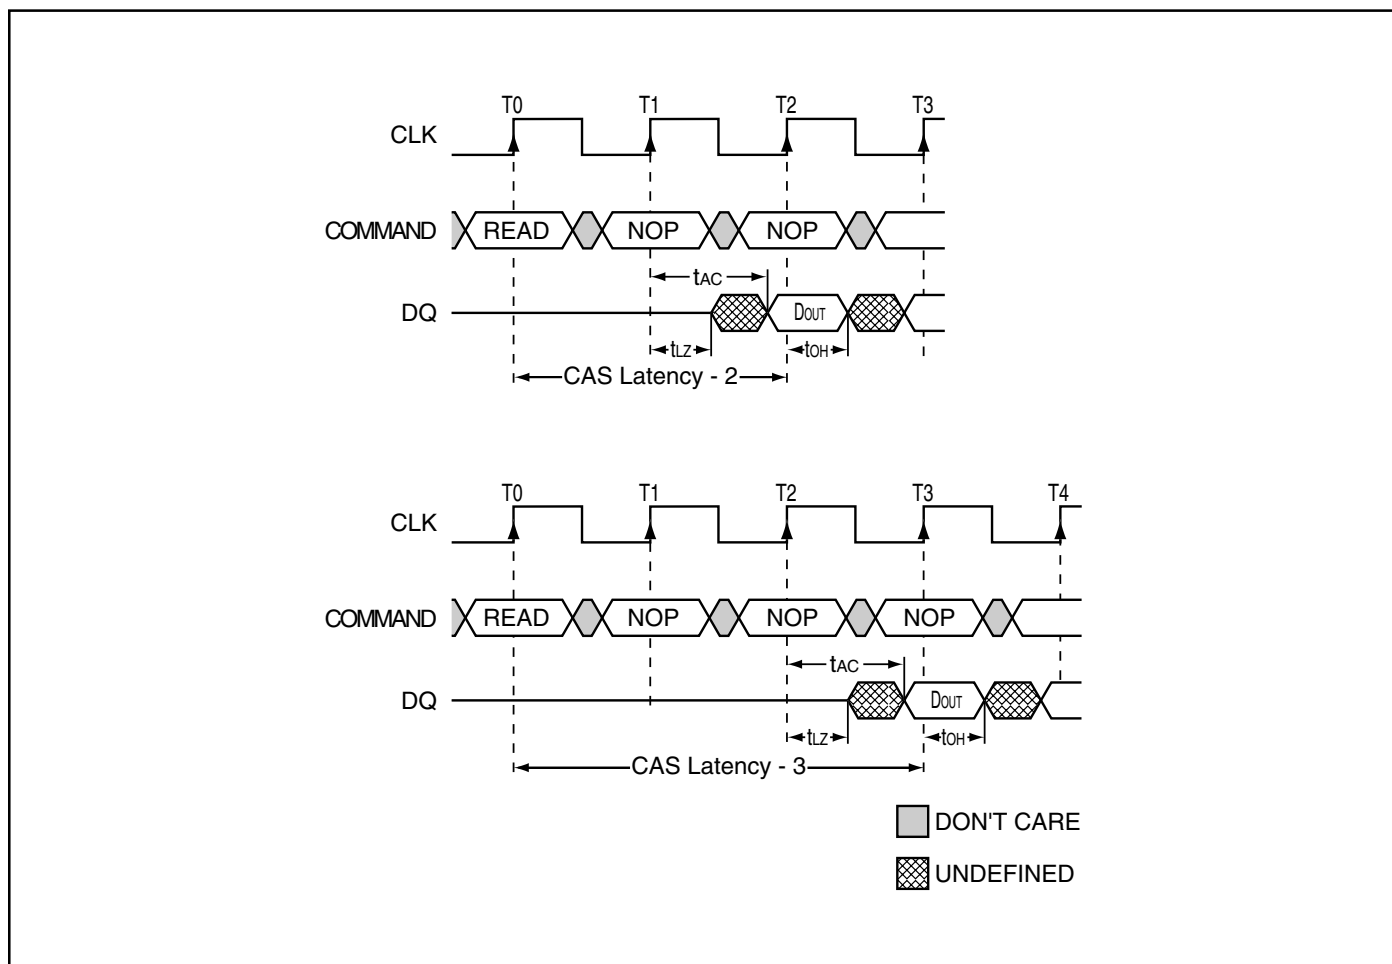 T0 T1 T2 T3
CLK
COMMAND READ NOP NOP
tAC
DQ DOUT
tLZ tOH
CAS Latency - 2
T0 T1 T2 T3 T4
CLK
COMMAND READ NOP NOP NOP
tAC
DQ DOUT
tLZ tOH
CAS Latency - 3
DON'T CARE
UNDEFINED